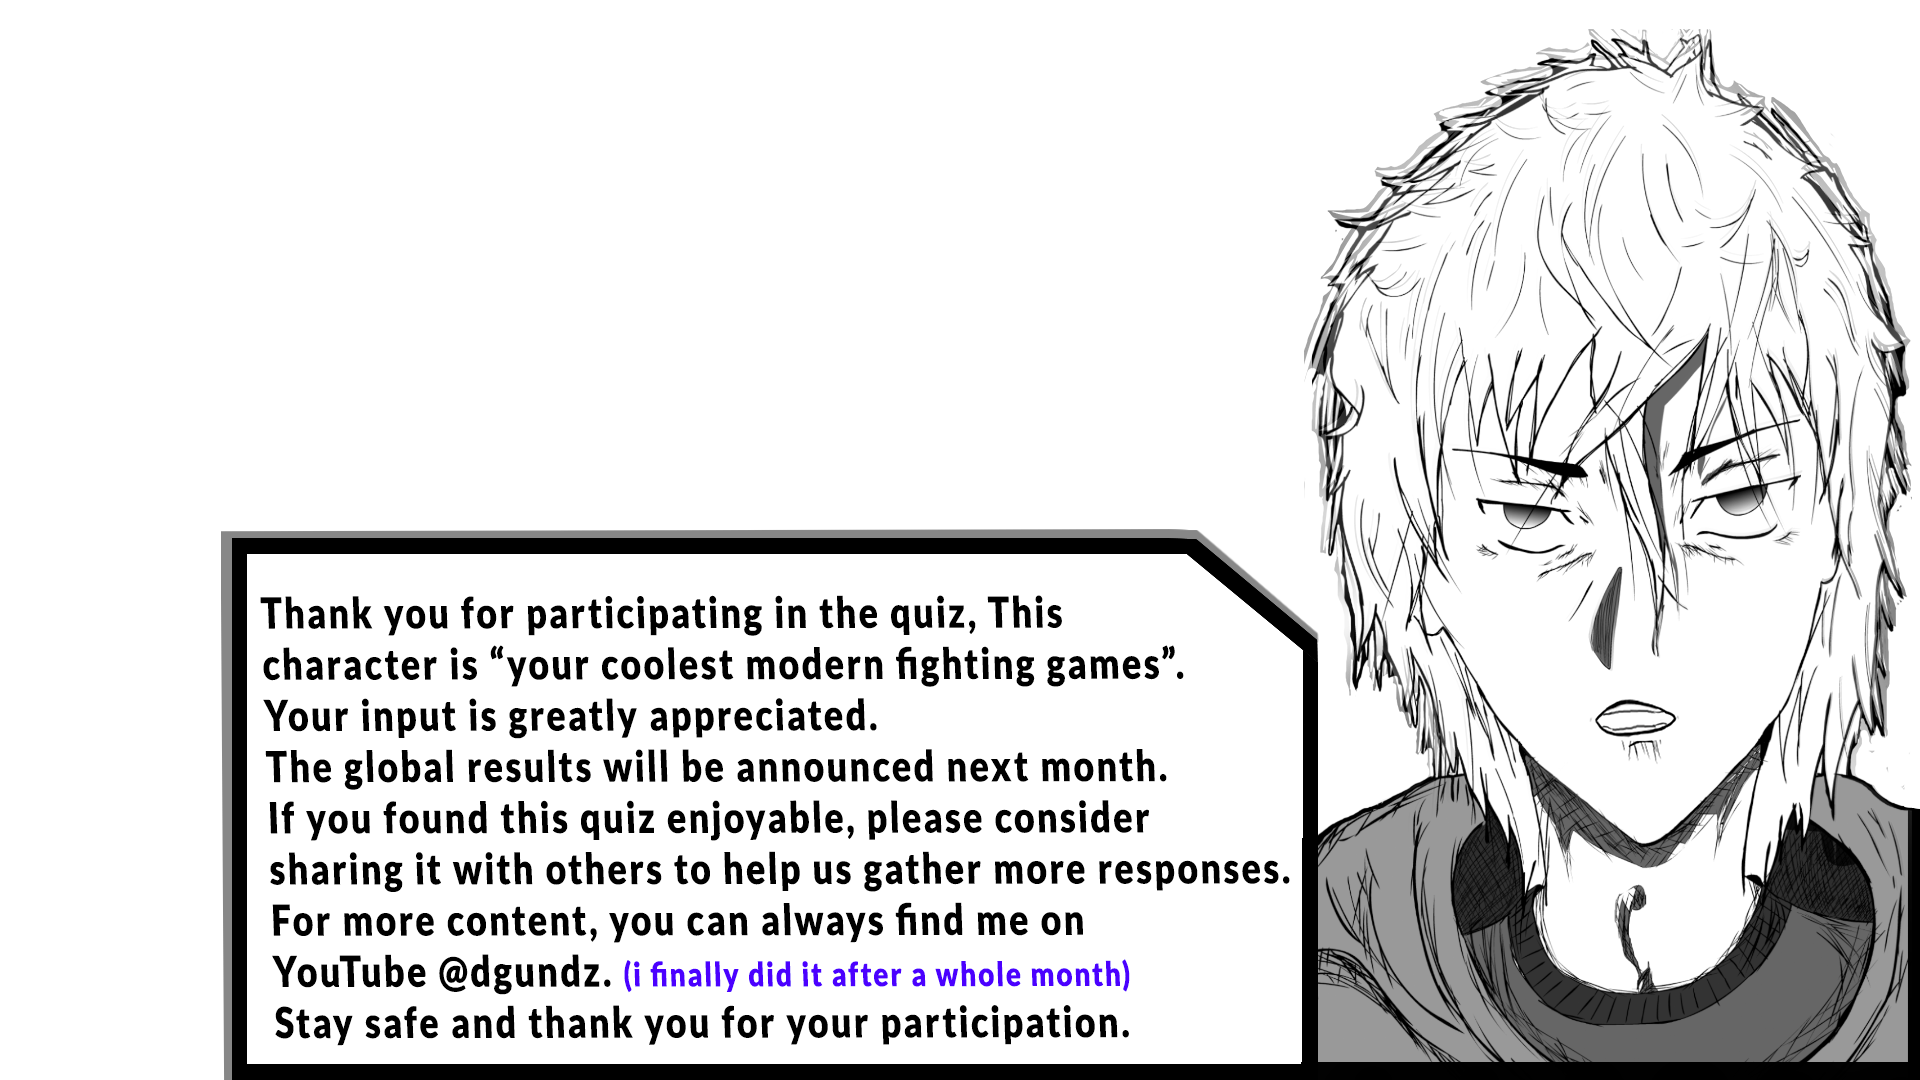 Thank you for participating in the quiz, This
character is “your coolest modern fighting games”.
Your input is greatly appreciated.
The global results will be announced next month.
If you found this quiz enjoyable, please consider
sharing it with others to help us gather more responses.
For more content, you can always find me on
YouTube @dgundz. (i finally did it after a whole month)
Stay safe and thank you for your participation.